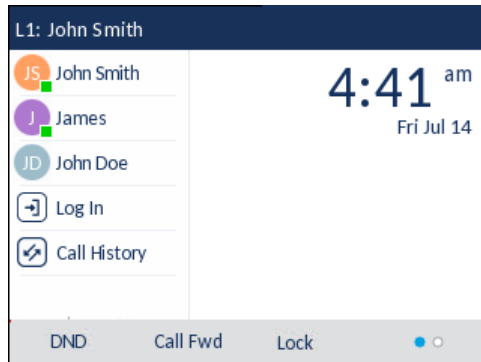 L1: John Smith
JS John Smith
J James
JD John Doe
Log In
Call History
4:41 am
Fri Jul 14
DND Call Fwd Lock